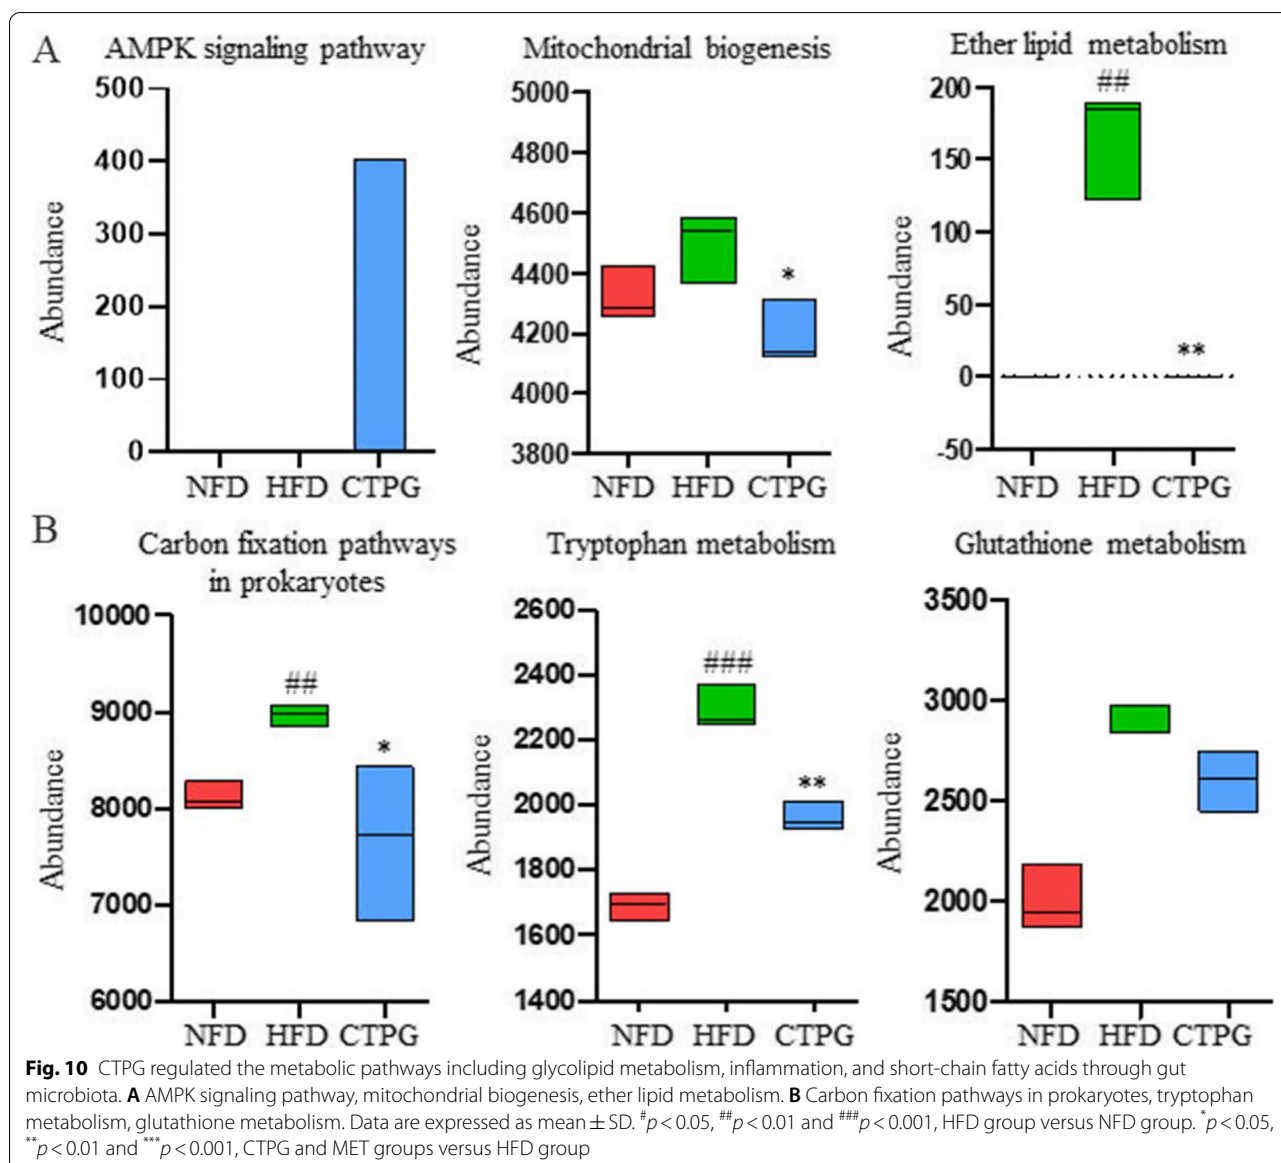 A
AMPK signaling pathway
Abundance
500
400
300
200
100
0
NFD HFD CTPG
Mitochondrial biogenesis
Abundance
5000
4800
4600
4400
4200
4000
3800
*
NFD HFD CTPG
Ether lipid metabolism
Abundance
200
150
100
50
0
-50
##
**
NFD HFD CTPG
B
Carbon fixation pathways
in prokaryotes
Abundance
10000
9000
8000
7000
6000
##
*
NFD HFD CTPG
Tryptophan metabolism
Abundance
2600
2400
2200
2000
1800
1600
1400
###
**
NFD HFD CTPG
Glutathione metabolism
Abundance
3500
3000
2500
2000
1500
NFD HFD CTPG
Fig. 10 CTPG regulated the metabolic pathways including glycolipid metabolism, inflammation, and short-chain fatty acids through gut
microbiota. A AMPK signaling pathway, mitochondrial biogenesis, ether lipid metabolism. B Carbon fixation pathways in prokaryotes, tryptophan
metabolism, glutathione metabolism. Data are expressed as mean ± SD. #p < 0.05, ##p < 0.01 and ###p < 0.001, HFD group versus NFD group. *p < 0.05,
**p < 0.01 and ***p < 0.001, CTPG and MET groups versus HFD group